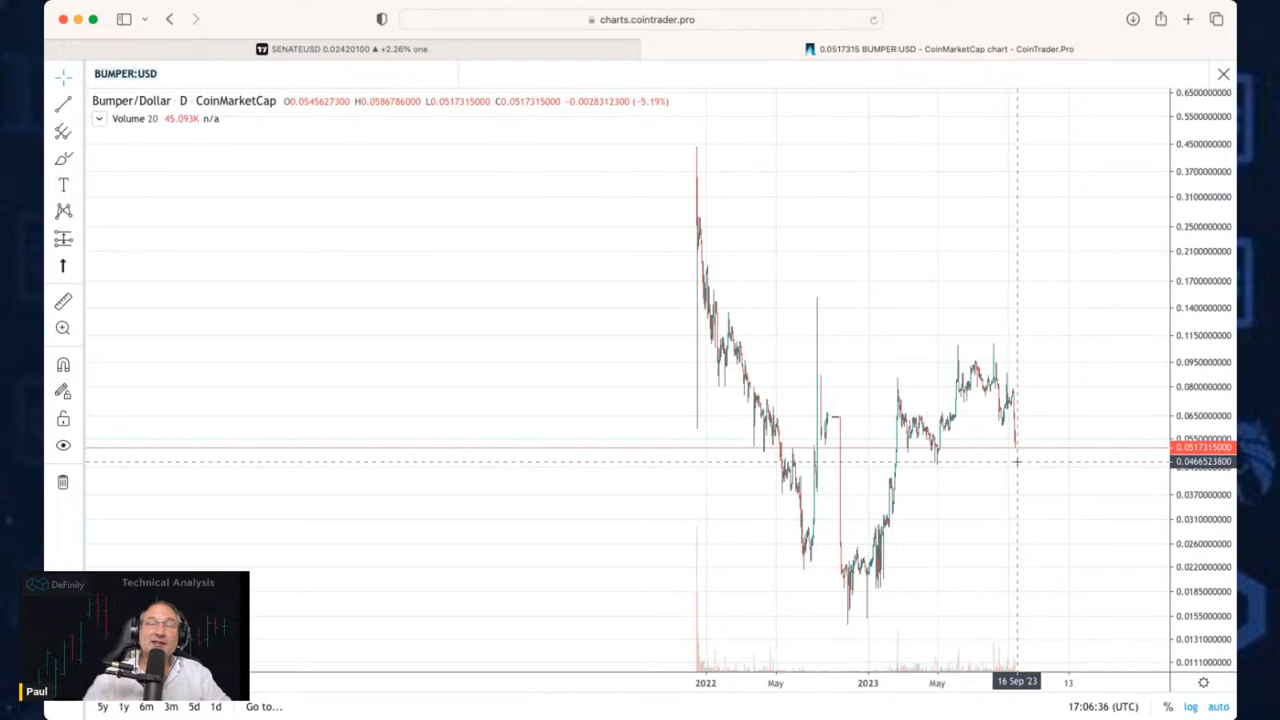 charts.cointrader.pro
SENATEUSD 0.02420100 ▲ +2.26% one
0.0517315 BUMPER:USD - CoinMarketCap chart - CoinTrader.Pro
BUMPER:USD
Bumper/Dollar D CoinMarketCap O0.0545627300 H0.0586786000 L0.0517315000 C0.0517315000 -0.0028312300 (-5.19%)
Volume 20 45.093K n/a
0.6500000000
0.5500000000
0.4500000000
0.3700000000
0.3100000000
0.2500000000
0.2100000000
0.1700000000
0.1400000000
0.1150000000
0.0950000000
0.0800000000
0.0650000000
0.0550000000
0.0517315000
0.0466523800
0.0370000000
0.0310000000
0.0260000000
0.0220000000
0.0185000000
0.0155000000
0.0131000000
0.0111000000
2022 May 2023 May 16 Sep '23 13
5y 1y 6m 3m 5d 1d Go to... 17:06:36 (UTC) % log auto
DeFinity Technical Analysis
Paul